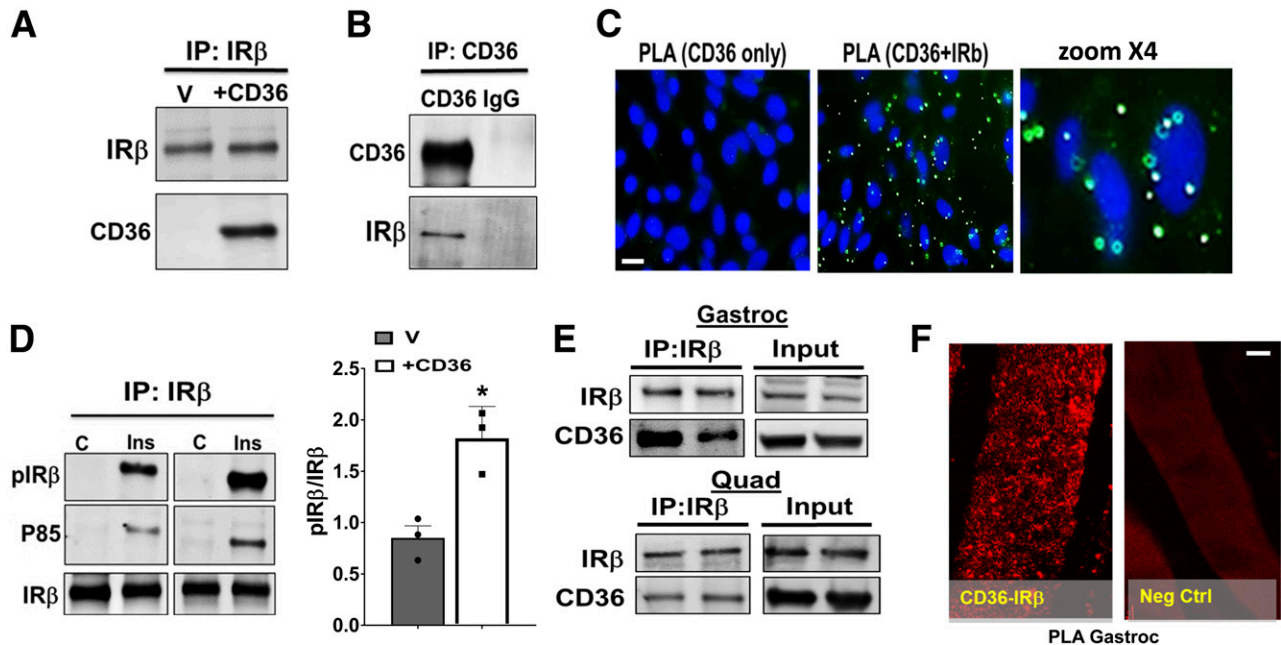 A
IP: IRβ
V +CD36
IRβ
CD36
B
IP: CD36
CD36 IgG
CD36
IRβ
C
PLA (CD36 only)
PLA (CD36+IRb)
zoom X4
D
IP: IRβ
C Ins C Ins
pIRβ
P85
IRβ
V
+CD36
pIRβ/IRβ
2.5
2.0
1.5
1.0
0.5
0.0
*
E
Gastroc
IP:IRβ Input
IRβ
CD36
Quad
IP:IRβ Input
IRβ
CD36
F
CD36-IRβ
Neg Ctrl
PLA Gastroc